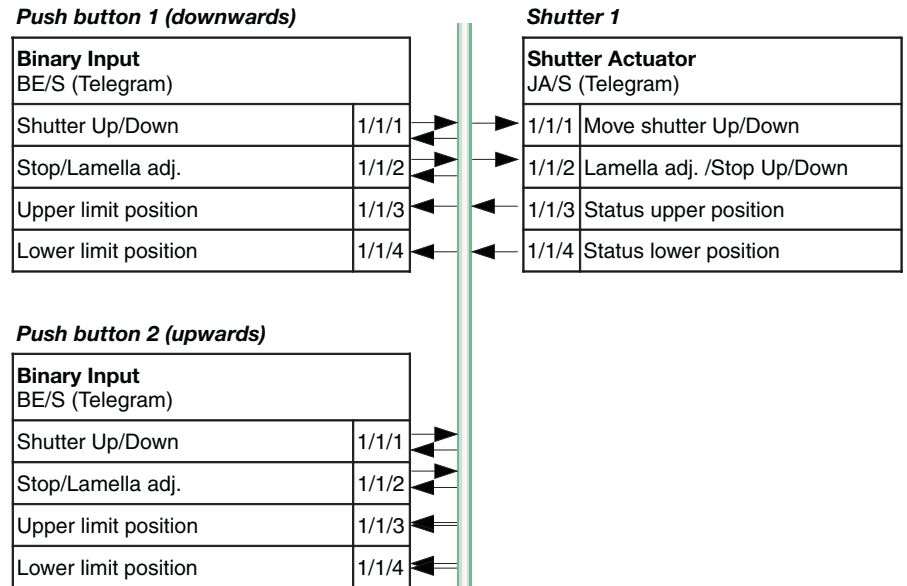 Push button 1 (downwards)
Binary Input
BE/S (Telegram)
Shutter Up/Down 1/1/1
Stop/Lamella adj. 1/1/2
Upper limit position 1/1/3
Lower limit position 1/1/4
Shutter 1
Shutter Actuator
JA/S (Telegram)
1/1/1 Move shutter Up/Down
1/1/2 Lamella adj. /Stop Up/Down
1/1/3 Status upper position
1/1/4 Status lower position
Push button 2 (upwards)
Binary Input
BE/S (Telegram)
Shutter Up/Down 1/1/1
Stop/Lamella adj. 1/1/2
Upper limit position 1/1/3
Lower limit position 1/1/4